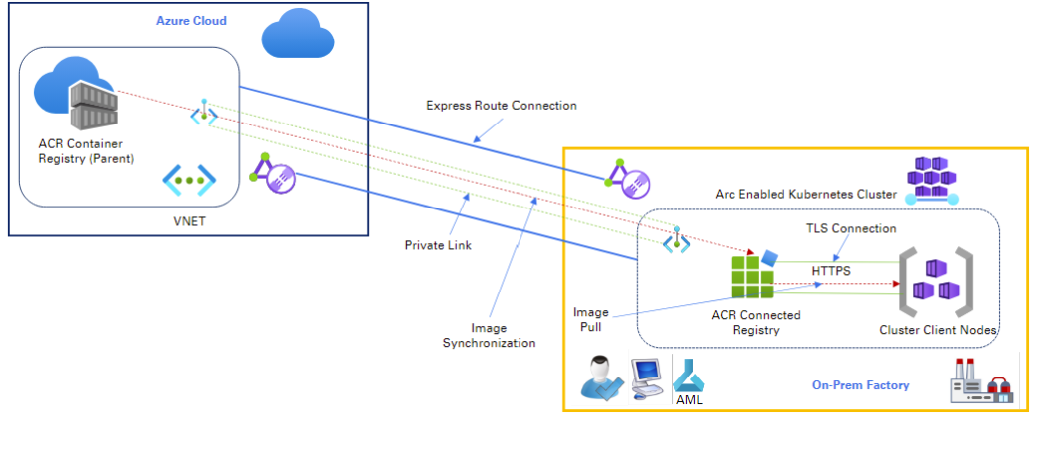 Azure Cloud
ACR Container
Registry (Parent)
VNET
Express Route Connection
Private Link
Image
Synchronization
Arc Enabled Kubernetes Cluster
TLS Connection
HTTPS
Image
Pull
ACR Connected
Registry
Cluster Client Nodes
AML
On-Prem Factory